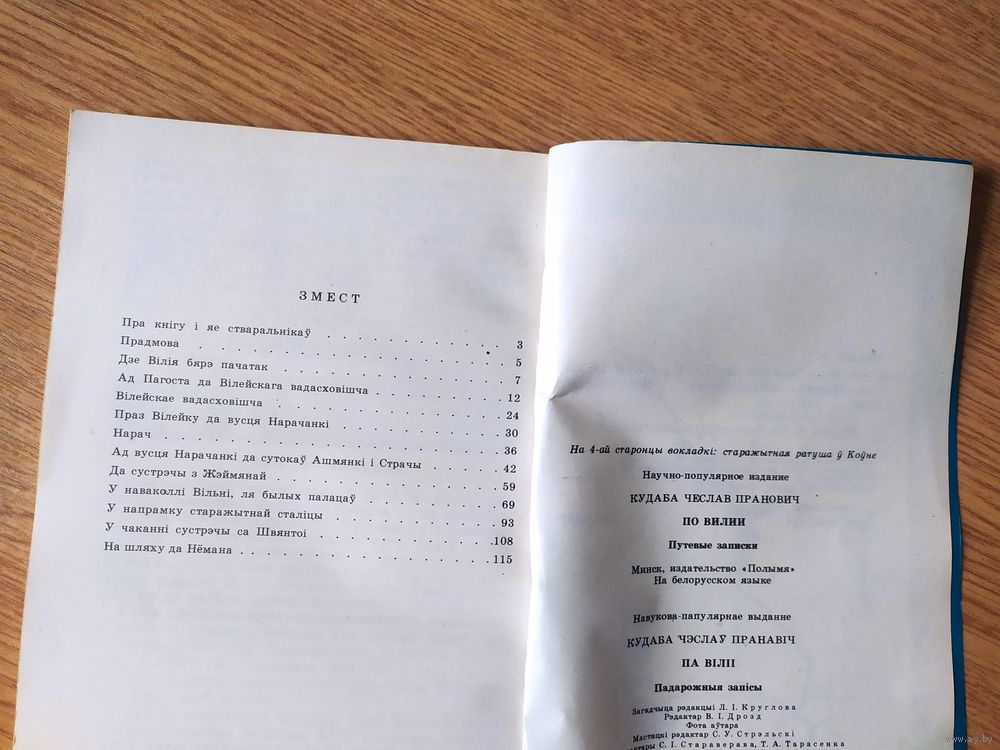 ЗМЕСТ
Пра кнігу і яе стваральнікаў . . . . . . . . . . 3
Прадмова . . . . . . . . . . . . . . . . 5
Дзе Вілія бярэ пачатак . . . . . . . . . . . . 7
Ад Пагоста да Вілейскага вадасховішча . . . . . . . 12
Вілейскае вадасховішча . . . . . . . . . . . . 24
Праз Вілейку да вусця Нарачанкі . . . . . . . . . 30
Нарач . . . . . . . . . . . . . . . . . 36
Ад вусця Нарачанкі да сутокаў Ашмянкі і Страчы . . . . 42
Да сустрэчы з Жэймянай . . . . . . . . . . . . 59
У наваколлі Вільні, ля былых палацаў . . . . . . . 69
У напрамку старажытнай сталіцы . . . . . . . . . 93
У чаканні сустрэчы са Швянтоі . . . . . . . . . . 108
На шляху да Нёмана . . . . . . . . . . . . . 115
На 4-ай старонцы вокладкі: старажытная ратуша ў Коўне
Научно-популярное издание
КУДАБА ЧЕСЛАВ ПРАНОВИЧ
ПО ВИЛИИ
Путевые записки
Минск, издательство «Полымя»
На белорусском языке
Навукова-папулярнае выданне
КУДАБА ЧЭСЛАЎ ПРАНАВІЧ
ПА ВІЛІІ
Падарожныя запісы
Загадчыца рэдакцыі Л. І. Круглова
Рэдактар В. І. Дрозд
Фота аўтара
Мастацкі рэдактар С. У. Стрэльскі
С. І. Стараверава, Т. А. Тарасенка
www.ay.by